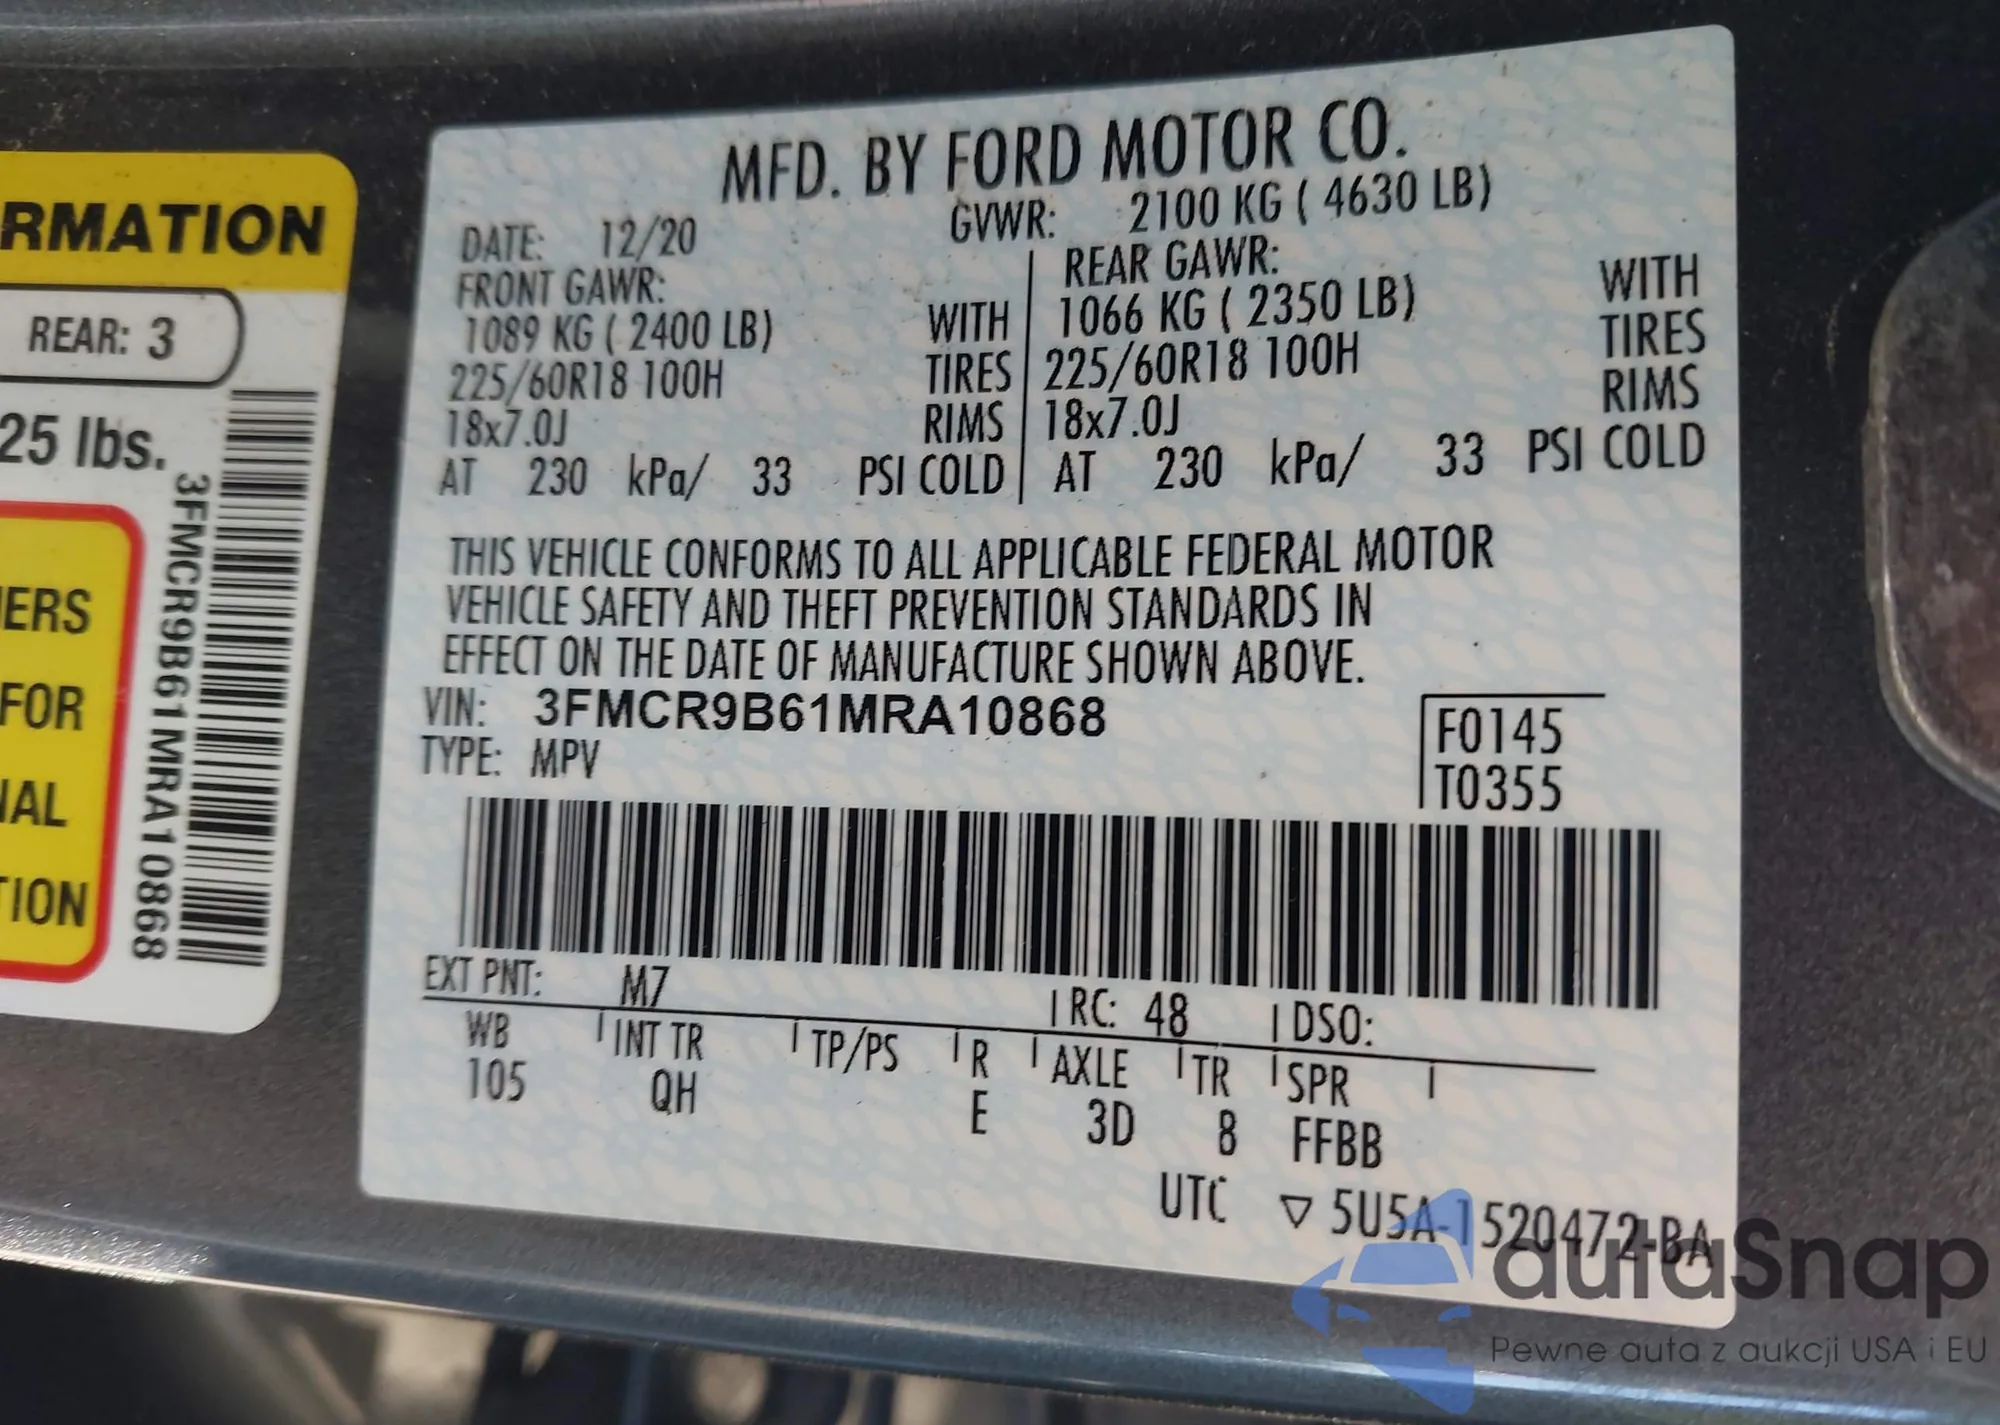 RMATION
REAR: 3
25 lbs.
IERS
FOR
NAL
TION
3FMCR9B61MRA10868
MFD. BY FORD MOTOR CO.
DATE: 12/20 GVWR: 2100 KG ( 4630 LB)
FRONT GAWR: REAR GAWR:
1089 KG ( 2400 LB) WITH 1066 KG ( 2350 LB) WITH
225/60R18 100H TIRES 225/60R18 100H TIRES
18x7.0J RIMS 18x7.0J RIMS
AT 230 kPa/ 33 PSI COLD AT 230 kPa/ 33 PSI COLD
THIS VEHICLE CONFORMS TO ALL APPLICABLE FEDERAL MOTOR
VEHICLE SAFETY AND THEFT PREVENTION STANDARDS IN
EFFECT ON THE DATE OF MANUFACTURE SHOWN ABOVE.
VIN: 3FMCR9B61MRA10868
TYPE: MPV
F0145
T0355
EXT PNT: M7 RC: 48 DSO:
WB INT TR TP/PS R AXLE TR SPR
105 QH E 3D 8 FFBB
UTC ▽ 5U5A-1520472-BA
autaSnap
Pewne auta z aukcji USA i EU